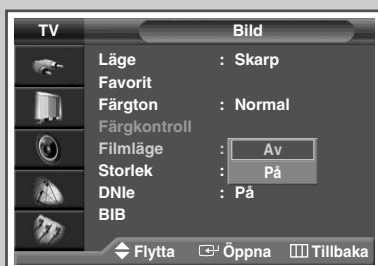 TV Bild
Läge : Skarp
Favorit
Färgton : Normal
Färgkontroll
Filmläge : Av
Storlek : På
DNIe : På
BIB
Flytta Öppna Tillbaka